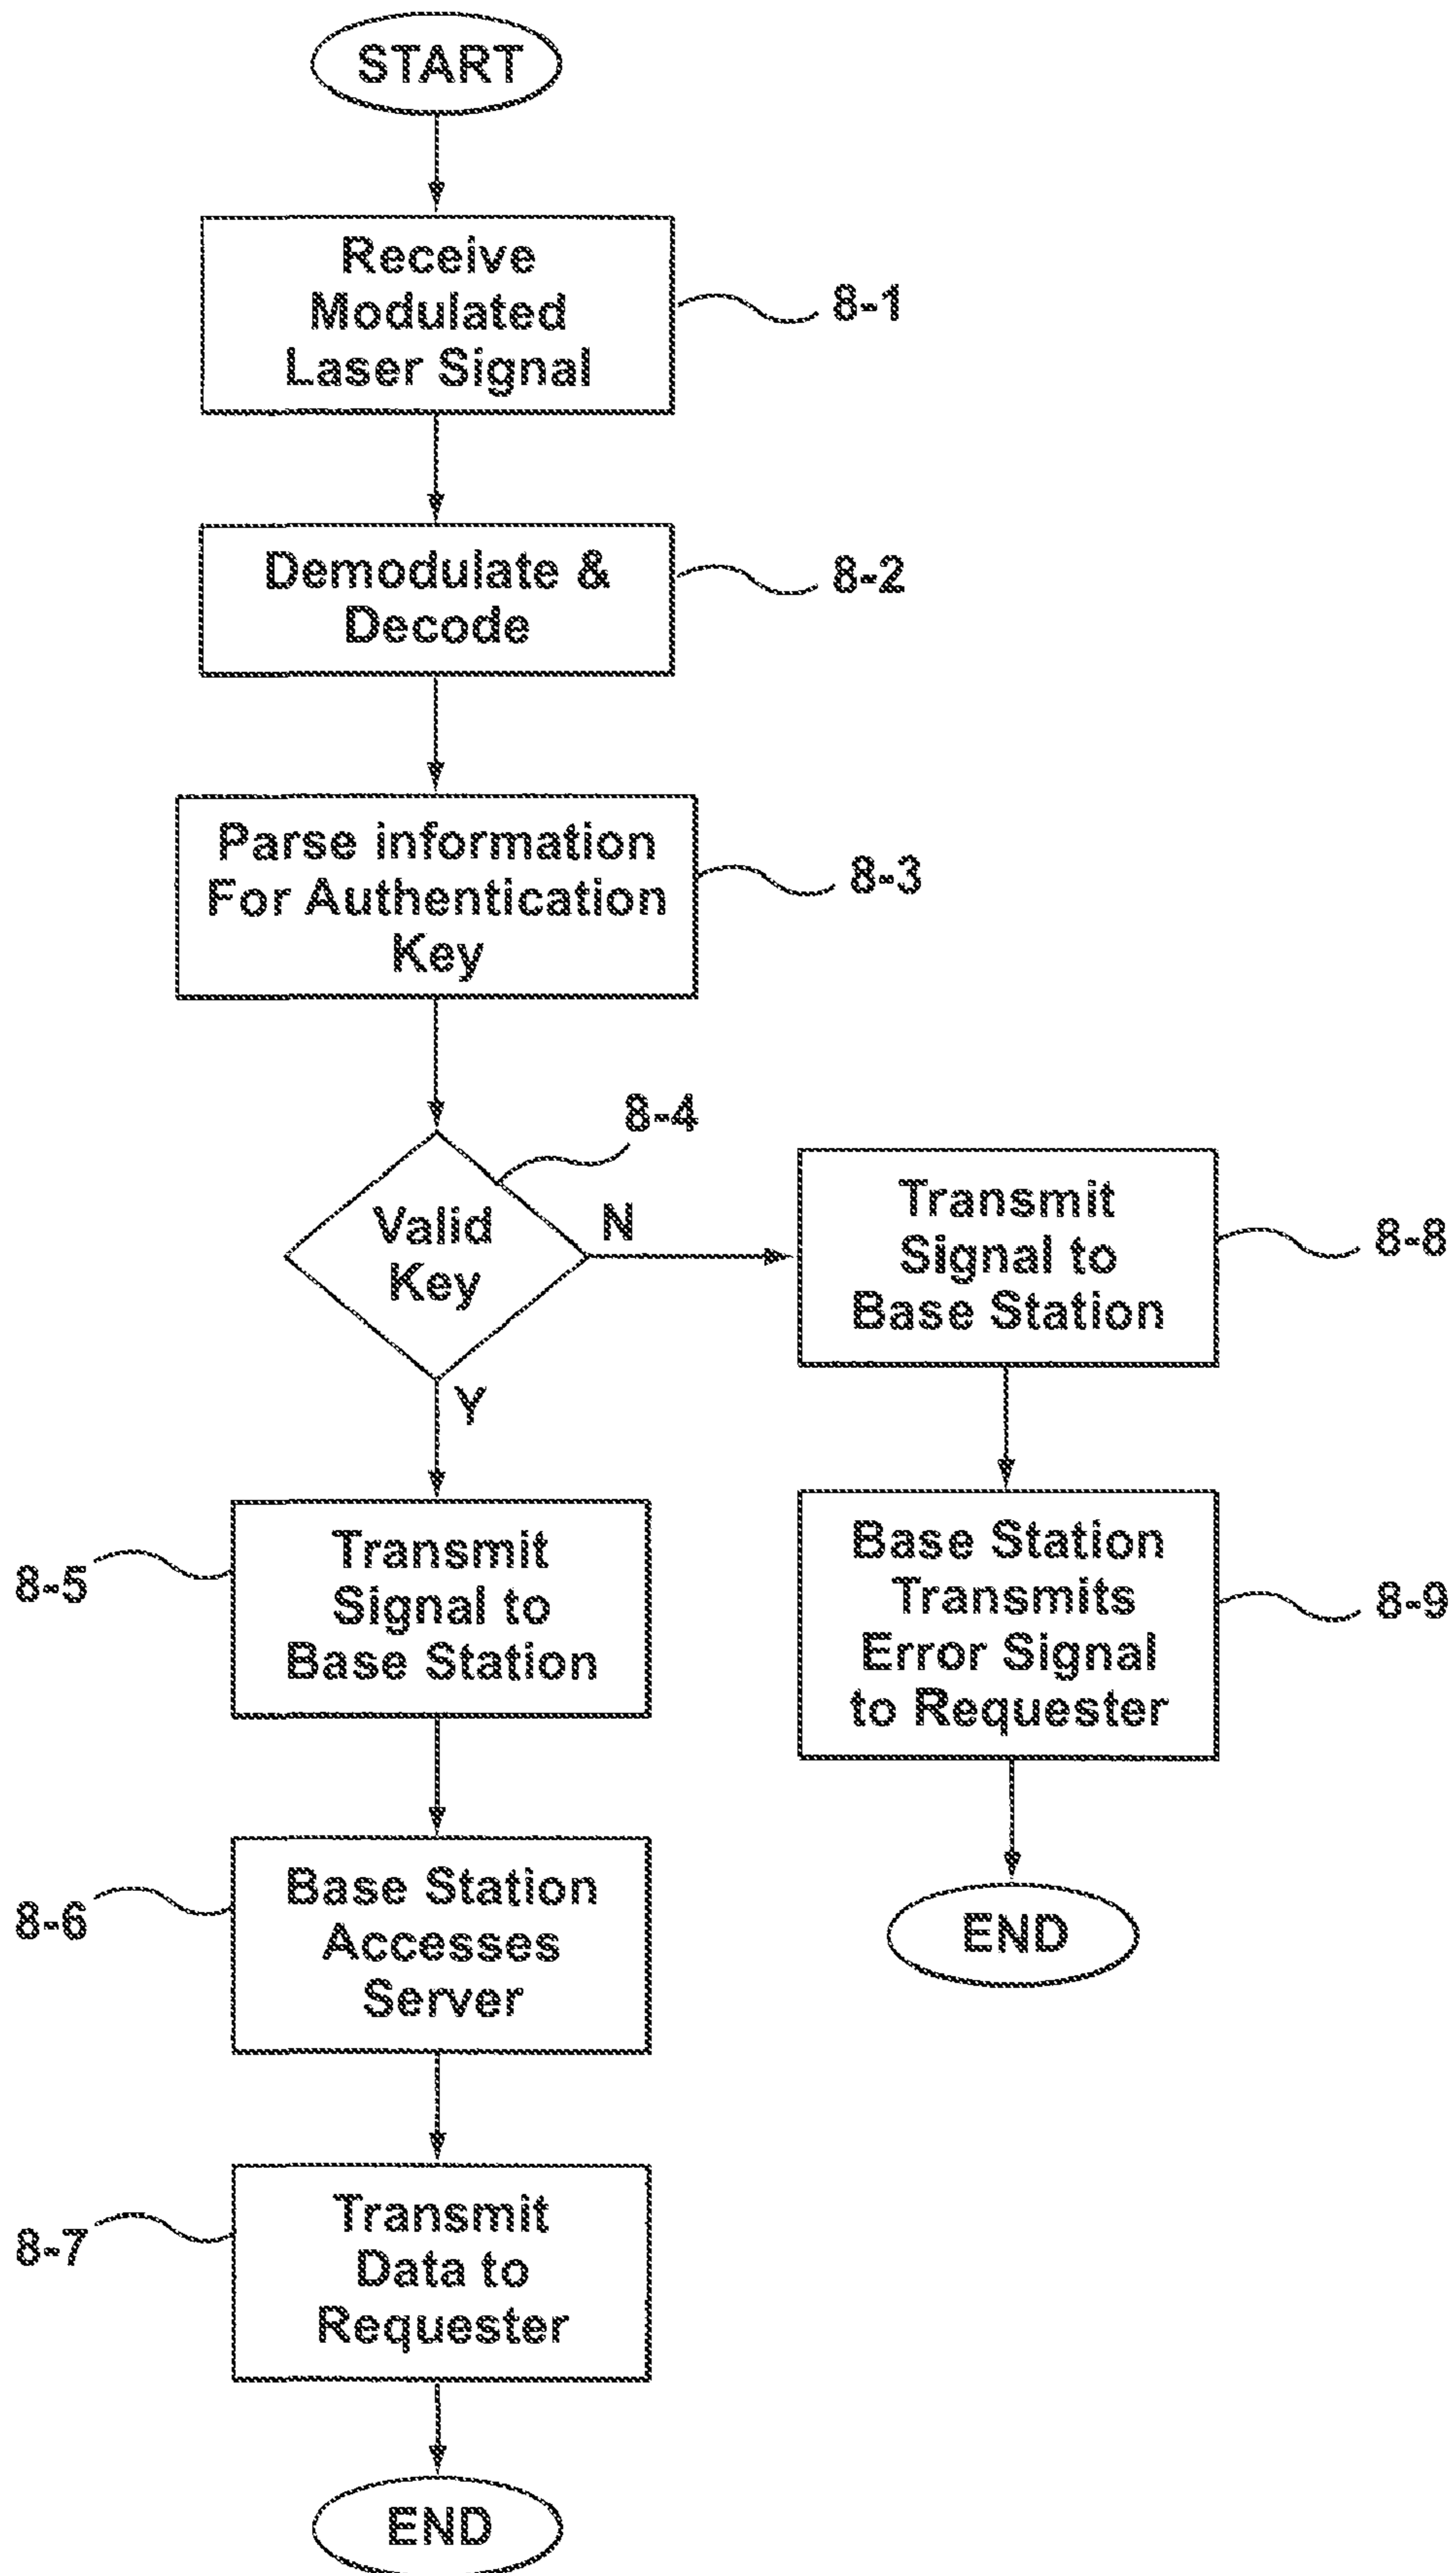 START
Receive
Modulated
Laser Signal
8-1
Demodulate &
Decode
8-2
Parse information
For Authentication
Key
8-3
8-4
Valid
Key
N
Y
Transmit
Signal to
Base Station
8-8
Base Station
Transmits
Error Signal
to Requester
8-9
END
Transmit
Signal to
Base Station
8-5
Base Station
Accesses
Server
8-6
Transmit
Data to
Requester
8-7
END